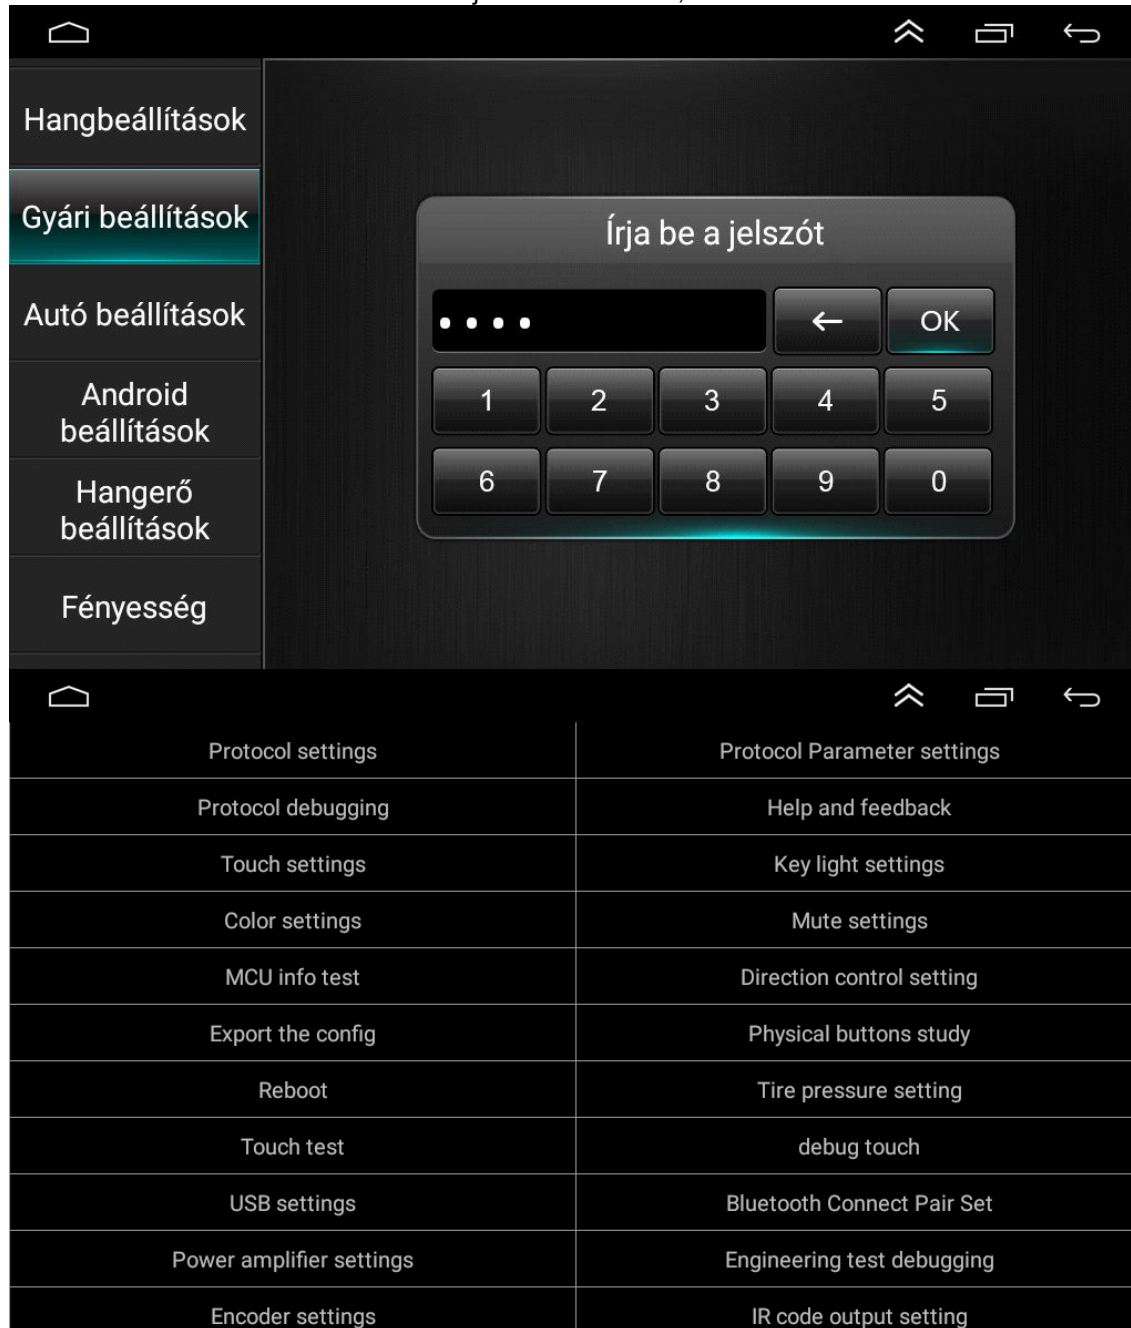 Hangbeállítások
Gyári beállítások
Autó beállítások
Android
beállítások
Hangerő
beállítások
Fényesség
Írja be a jelszót
OK
1 2 3 4 5
6 7 8 9 0
Protocol settings Protocol Parameter settings
Protocol debugging Help and feedback
Touch settings Key light settings
Color settings Mute settings
MCU info test Direction control setting
Export the config Physical buttons study
Reboot Tire pressure setting
Touch test debug touch
USB settings Bluetooth Connect Pair Set
Power amplifier settings Engineering test debugging
Encoder settings IR code output setting